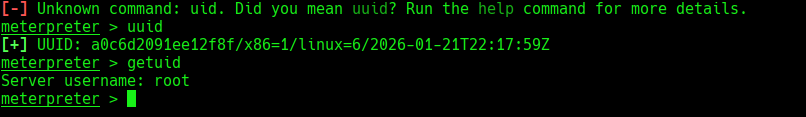 [-] Unknown command: uid. Did you mean uuid? Run the help command for more details.
meterpreter > uuid
[+] UUID: a0c6d2091ee12f8f/x86=1/linux=6/2026-01-21T22:17:59Z
meterpreter > getuid
Server username: root
meterpreter >